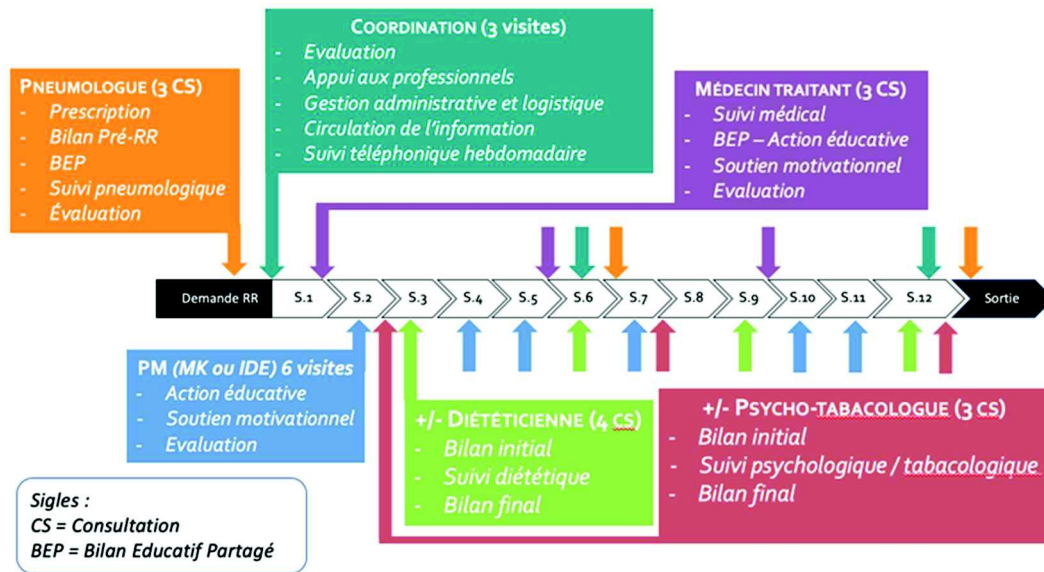 COORDINATION (3 visites)
- Evaluation
- Appui aux professionnels
- Gestion administrative et logistique
- Circulation de l'information
- Suivi téléphonique hebdomadaire
PNEUMOLOGUE (3 CS)
- Prescription
- Bilan Pré-RR
- BEP
- Suivi pneumologique
- Évaluation
MÉDECIN TRAITANT (3 CS)
- Suivi médical
- BEP – Action éducative
- Soutien motivationnel
- Evaluation
Demande RR
S.1
S.2
S.3
S.4
S.5
S.6
S.7
S.8
S.9
S.10
S.11
S.12
Sortie
PM (MK ou IDE) 6 visites
- Action éducative
- Soutien motivationnel
- Evaluation
+/- DIÉTÉTICIENNE (4 CS)
- Bilan initial
- Suivi diététique
- Bilan final
+/- PSYCHO-TABACOLOGUE (3 CS)
- Bilan initial
- Suivi psychologique / tabacologique
- Bilan final
Sigles :
CS = Consultation
BEP = Bilan Educatif Partagé